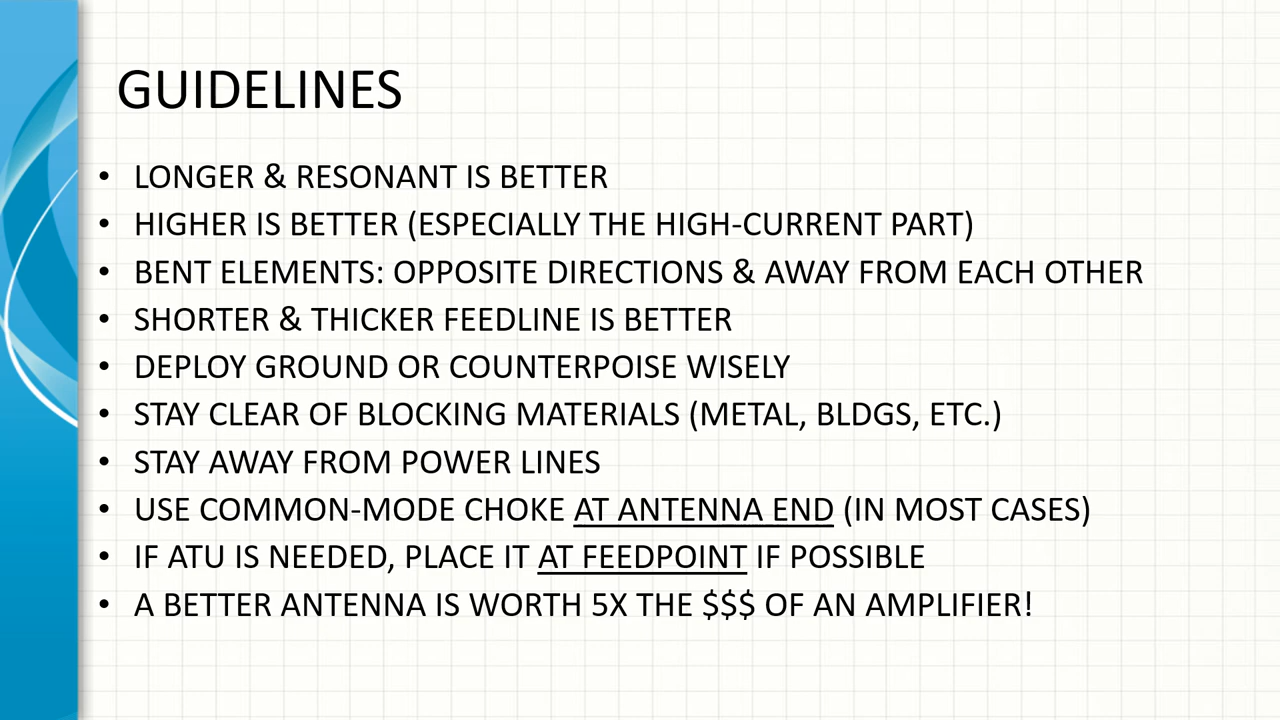 GUIDELINES
• LONGER & RESONANT IS BETTER
• HIGHER IS BETTER (ESPECIALLY THE HIGH-CURRENT PART)
• BENT ELEMENTS: OPPOSITE DIRECTIONS & AWAY FROM EACH OTHER
• SHORTER & THICKER FEEDLINE IS BETTER
• DEPLOY GROUND OR COUNTERPOISE WISELY
• STAY CLEAR OF BLOCKING MATERIALS (METAL, BLDGS, ETC.)
• STAY AWAY FROM POWER LINES
• USE COMMON-MODE CHOKE AT ANTENNA END (IN MOST CASES)
• IF ATU IS NEEDED, PLACE IT AT FEEDPOINT IF POSSIBLE
• A BETTER ANTENNA IS WORTH 5X THE $$$ OF AN AMPLIFIER!